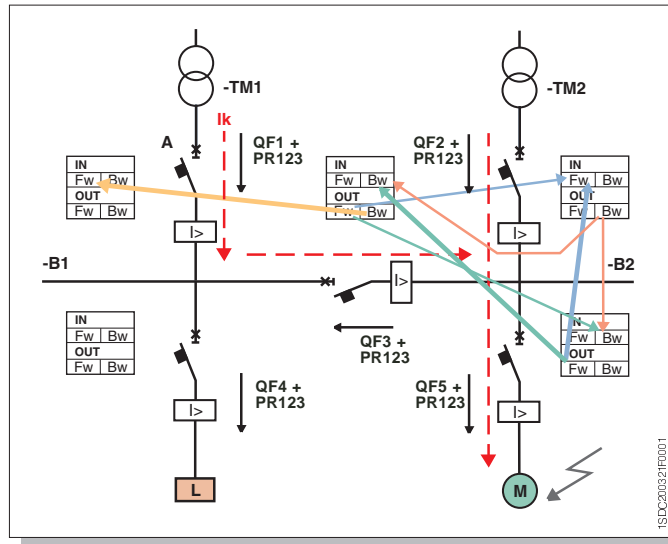 -TM1
-TM2
Ik
A
QF1 +
PR123
QF2 +
PR123
IN
Fw Bw
OUT
Fw Bw
IN
Fw Bw
OUT
Fw Bw
IN
Fw Bw
OUT
Fw Bw
I>
I>
-B1
I>
-B2
IN
Fw Bw
OUT
Fw Bw
IN
Fw Bw
OUT
Fw Bw
QF3 +
PR123
QF4 +
PR123
QF5 +
PR123
I>
I>
L
M
1SDC200321F0001